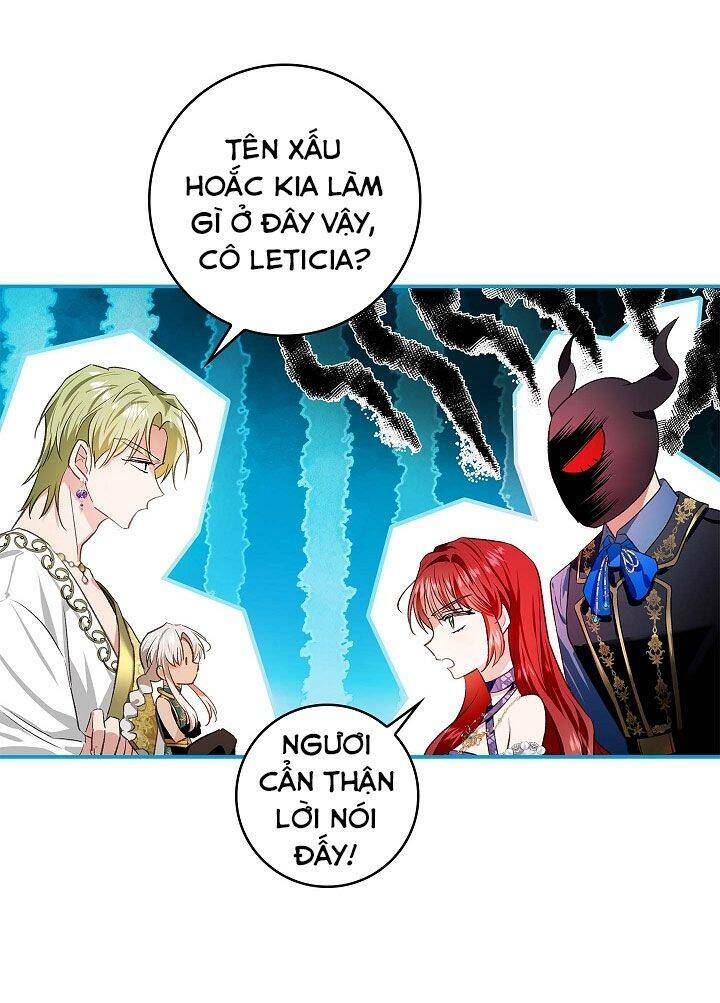 TÊN XẤU
HOẮC KIA LÀM
GÌ Ở ĐÂY VẬY,
CÔ LETICIA?
NGƯƠI
CẨN THẬN
LỜI NÓI
ĐẤY!